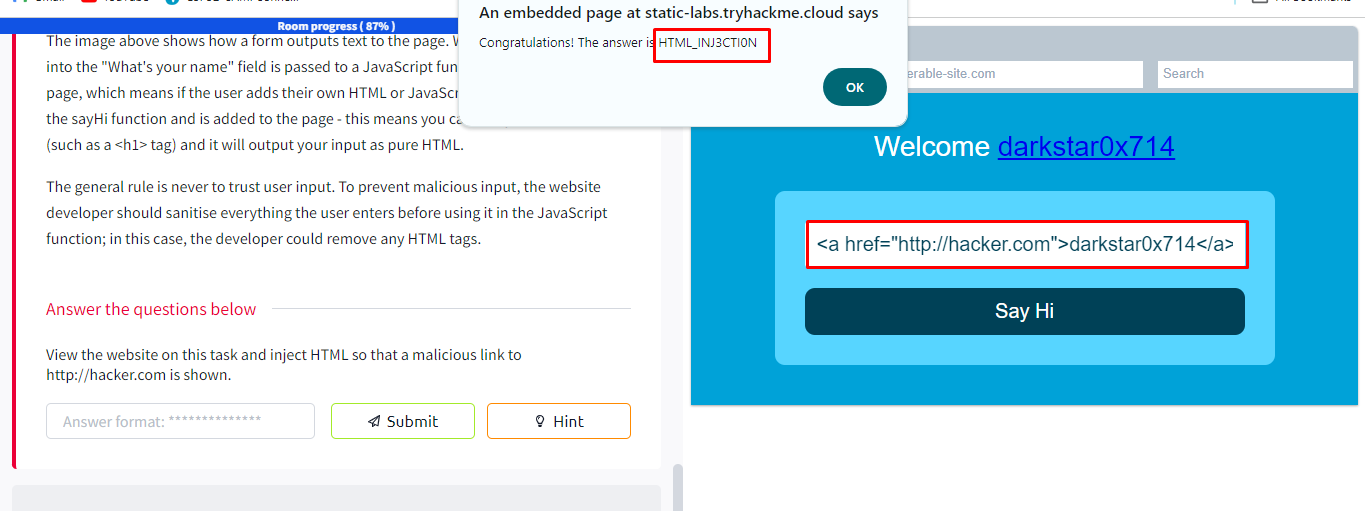 An embedded page at static-labs.tryhackme.cloud says
Congratulations! The answer is HTML_INJ3CTI0N
OK
Room progress ( 87% )
The image above shows how a form outputs text to the page.
into the "What's your name" field is passed to a JavaScript
page, which means if the user adds their own HTML or
the sayHi function and is added to the page - this means you
(such as a <h1> tag) and it will output your input as pure HTML.
The general rule is never to trust user input. To prevent malicious input, the website
developer should sanitise everything the user enters before using it in the JavaScript
function; in this case, the developer could remove any HTML tags.
Answer the questions below
View the website on this task and inject HTML so that a malicious link to
http://hacker.com is shown.
Answer format: **************
Submit
Hint
erable-site.com
Search
Welcome darkstar0x714
<a href="http://hacker.com">darkstar0x714</a>
Say Hi